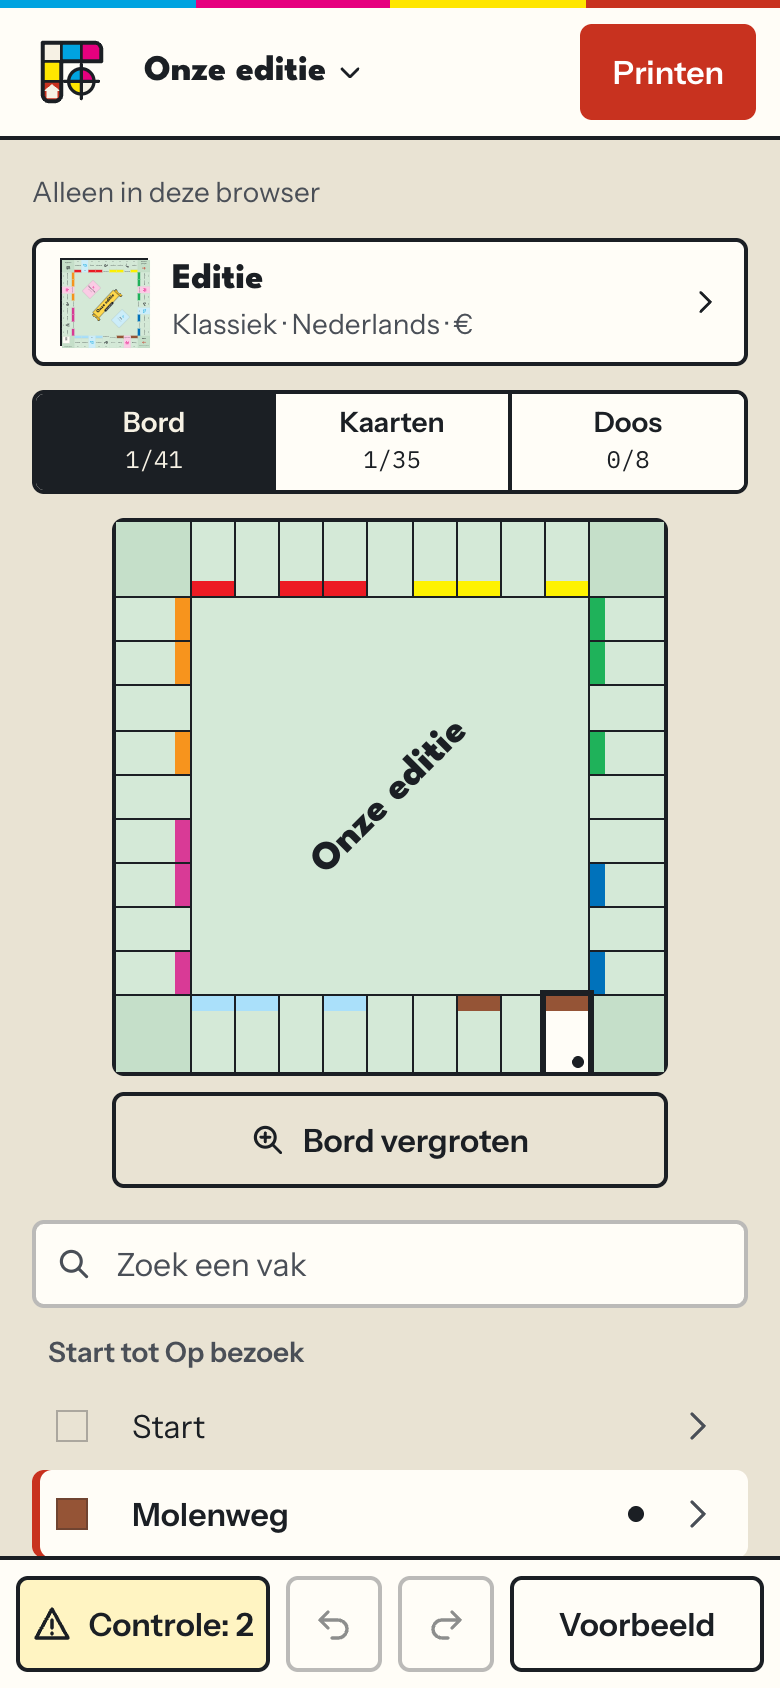 Onze editie
Printen
Alleen in deze browser
Editie
Klassiek · Nederlands · €
Bord
1/41
Kaarten
1/35
Doos
0/8
Onze editie
Bord vergroten
Zoek een vak
Start tot Op bezoek
Start
Molenweg
Controle: 2
Voorbeeld